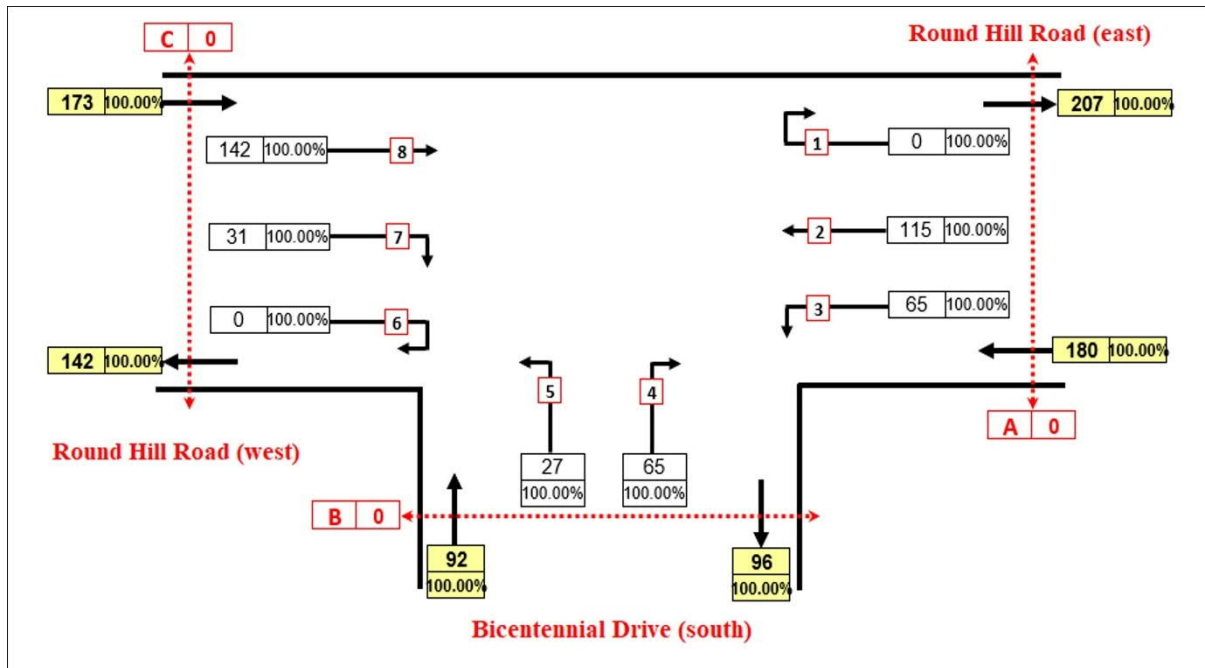 C 0
Round Hill Road (east)
173 100.00%
207 100.00%
142 100.00% 8
1 0 100.00%
31 100.00% 7
2 115 100.00%
0 100.00% 6
3 65 100.00%
142 100.00%
180 100.00%
5
4
A 0
Round Hill Road (west)
27
65
100.00%
100.00%
B 0
92
96
100.00%
100.00%
Bicentennial Drive (south)